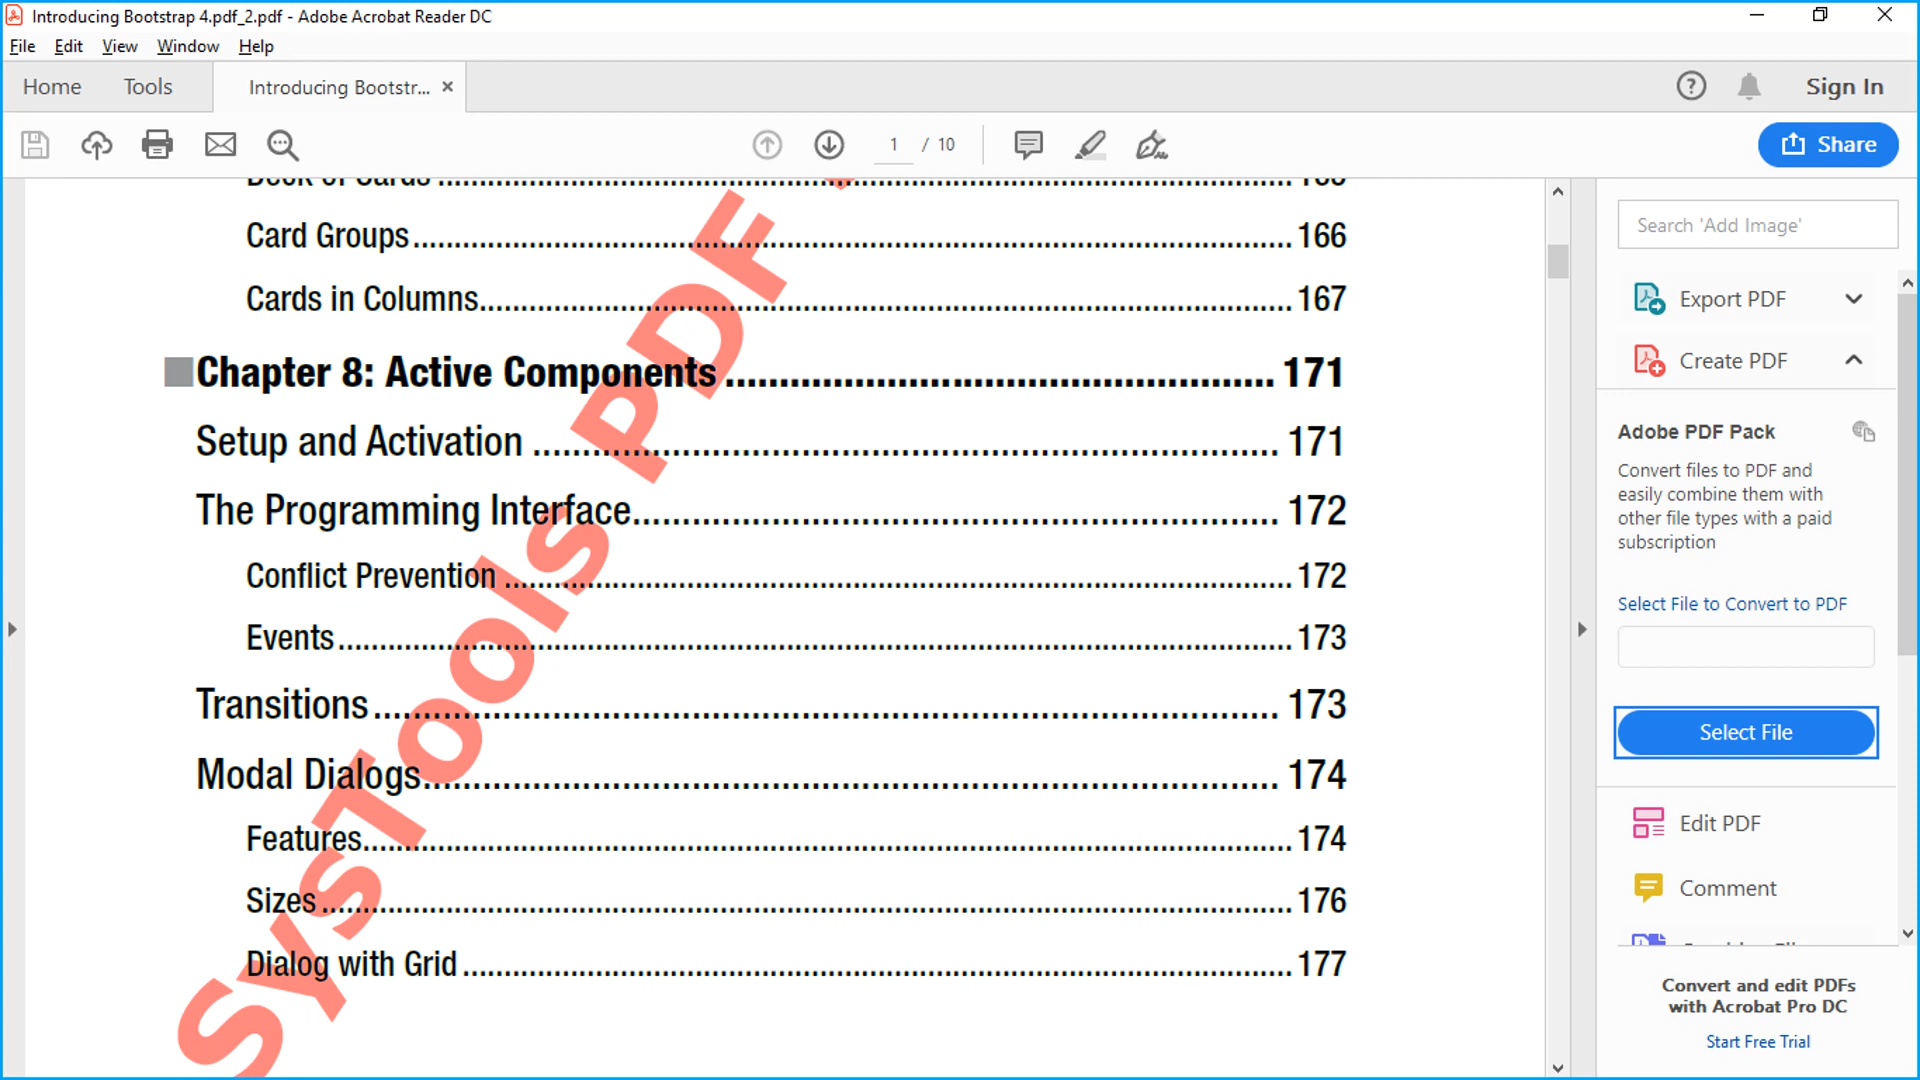 Introducing Bootstrap 4.pdf_2.pdf - Adobe Acrobat Reader DC
File Edit View Window Help
Home Tools Introducing Bootstr... × Sign In
1 / 10 Share
Deck of Cards
Card Groups 166
Cards in Columns 167
Chapter 8: Active Components 171
Setup and Activation 171
The Programming Interface 172
Conflict Prevention 172
Events 173
Transitions 173
Modal Dialogs 174
Features 174
Sizes 176
Dialog with Grid 177
SysTools PDF
Search 'Add Image'
Export PDF
Create PDF
Adobe PDF Pack
Convert files to PDF and
easily combine them with
other file types with a paid
subscription
Select File to Convert to PDF
Select File
Edit PDF
Comment
Convert and edit PDFs
with Acrobat Pro DC
Start Free Trial